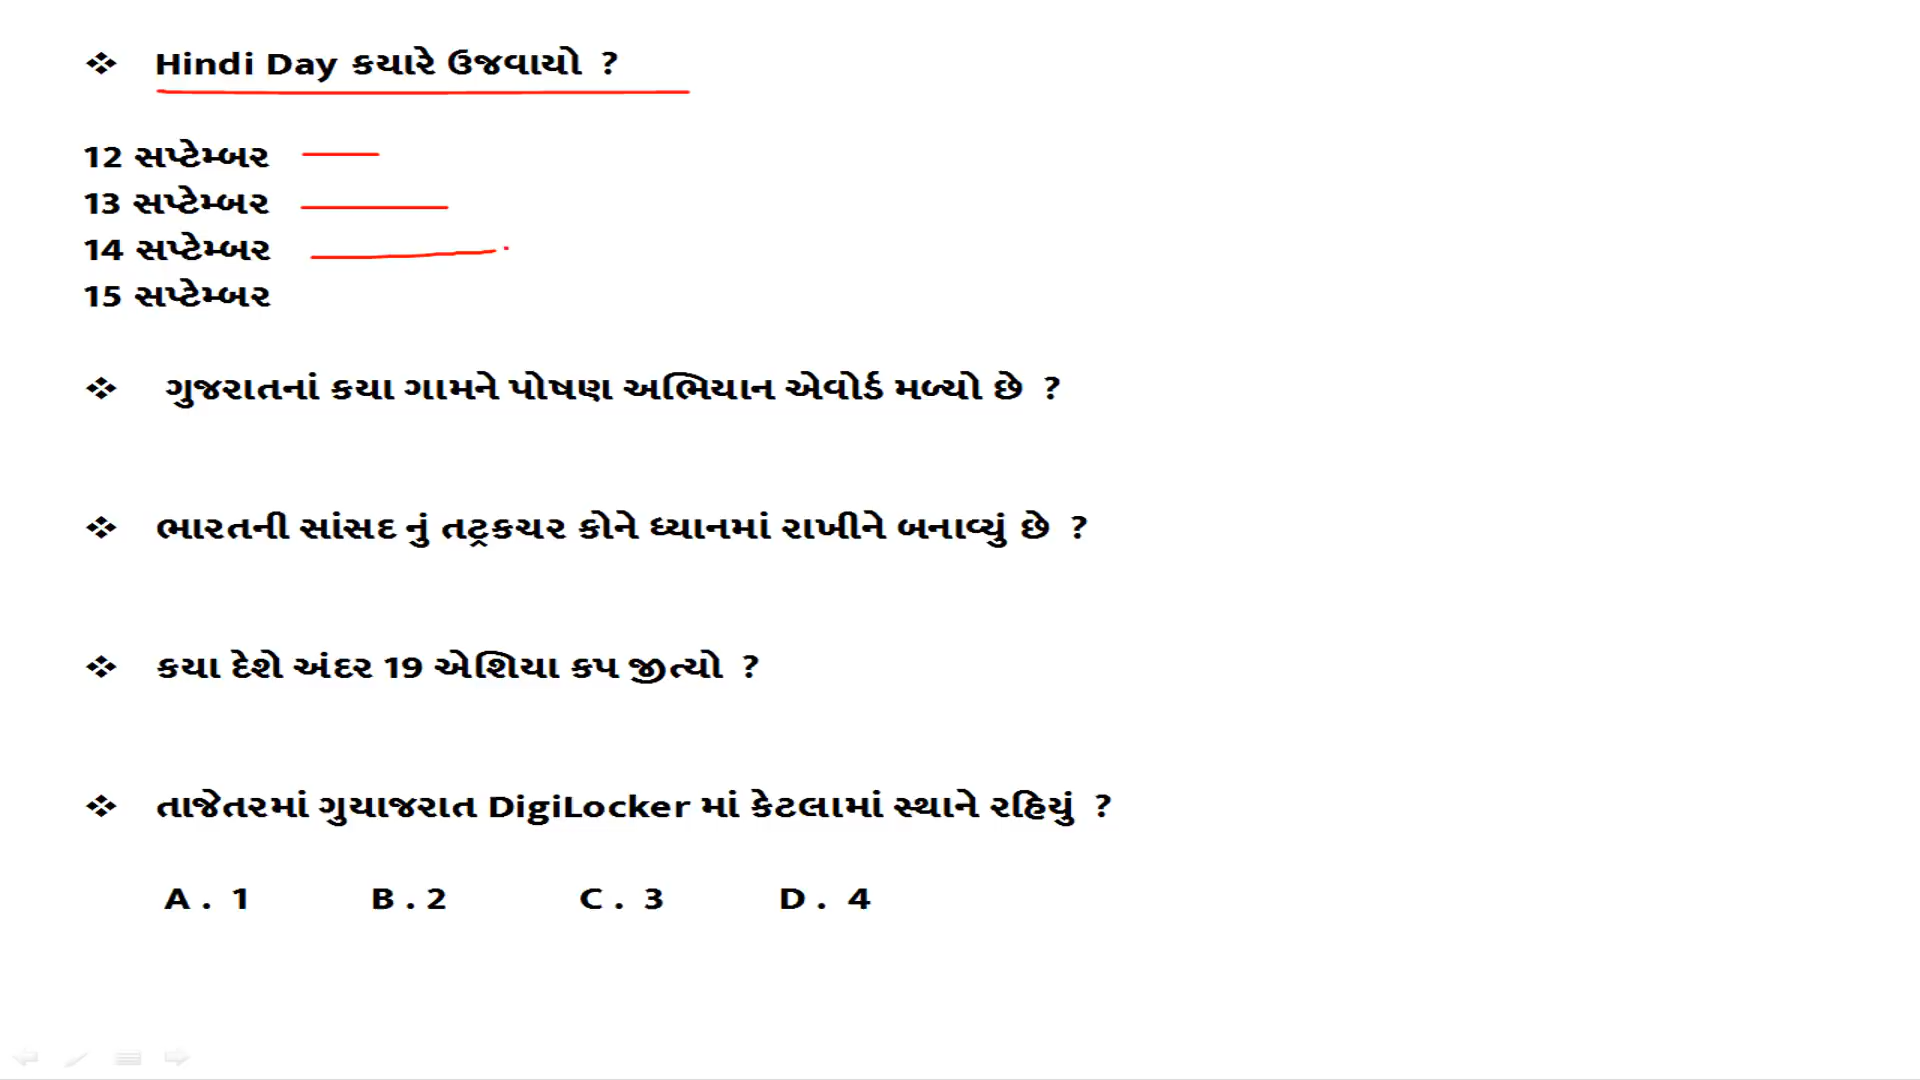 ❖ Hindi Day કયારે ઉજવાયો ?
12 સપ્ટેમ્બર
13 સપ્ટેમ્બર
14 સપ્ટેમ્બર
15 સપ્ટેમ્બર
❖ ગુજરાતનાં કયા ગામને પોષણ અભિયાન એવોર્ડ મળ્યો છે ?
❖ ભારતની સાંસદ નું તટ્રકચર કોને ધ્યાનમાં રાખીને બનાવ્યું છે ?
❖ કયા દેશે અંદર 19 એશિયા કપ જીત્યો ?
❖ તાજેતરમાં ગુયાજરાત DigiLocker માં કેટલામાં સ્થાને રહિયું ?
A . 1 B . 2 C . 3 D . 4